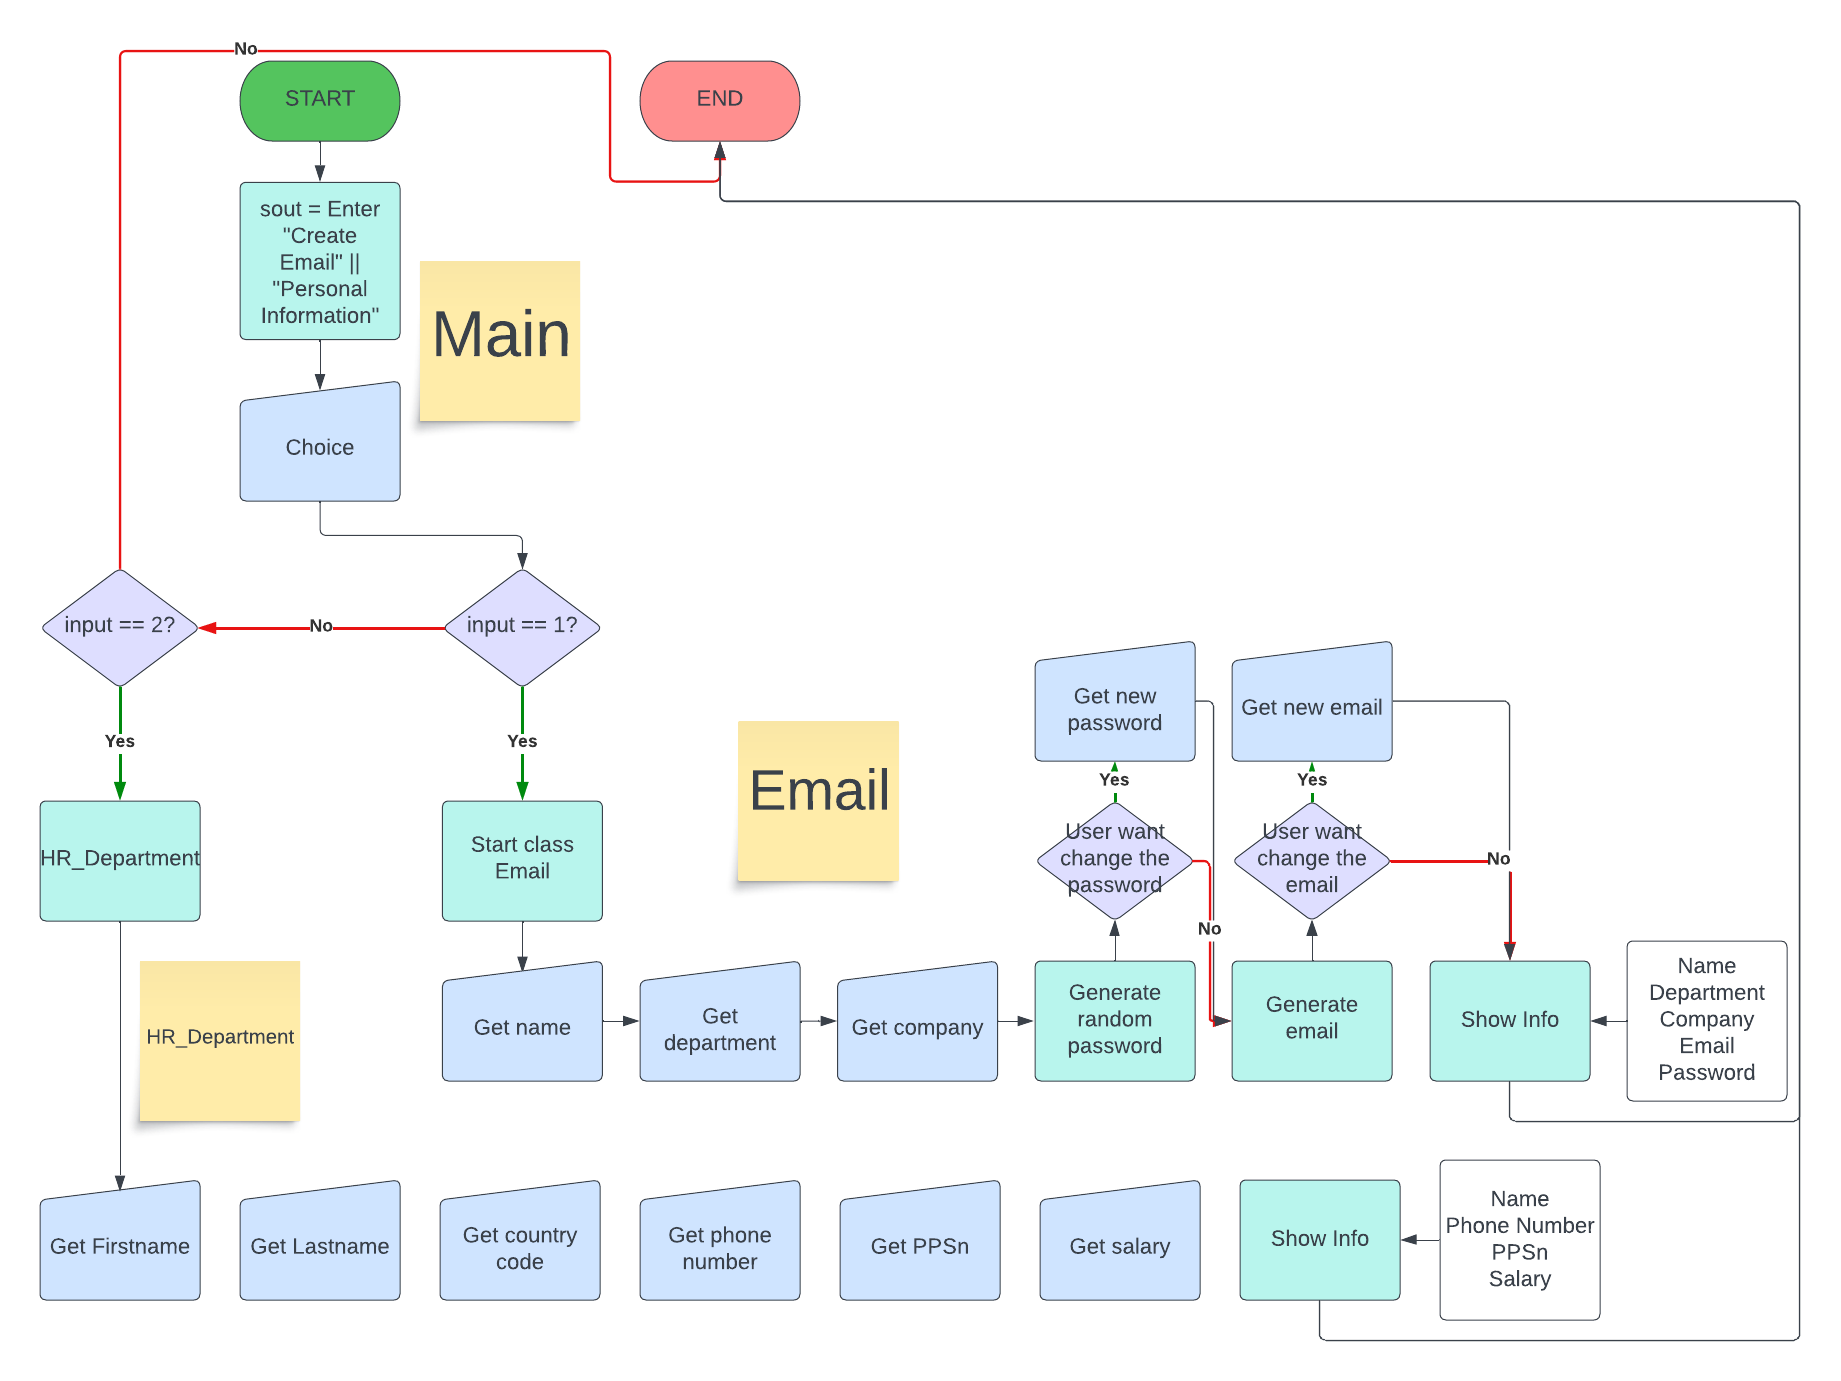 No
START
END
sout = Enter
"Create
Email" ||
"Personal
Information"
Main
Choice
input == 2?
No
input == 1?
Yes
Yes
HR_Department
Start class
Email
Email
Get new
password
Get new email
Yes
Yes
User want
change the
password
User want
change the
email
No
No
HR_Department
Get name
Get
department
Get company
Generate
random
password
Generate
email
Show Info
Name
Department
Company
Email
Password
Get Firstname
Get Lastname
Get country
code
Get phone
number
Get PPSn
Get salary
Show Info
Name
Phone Number
PPSn
Salary